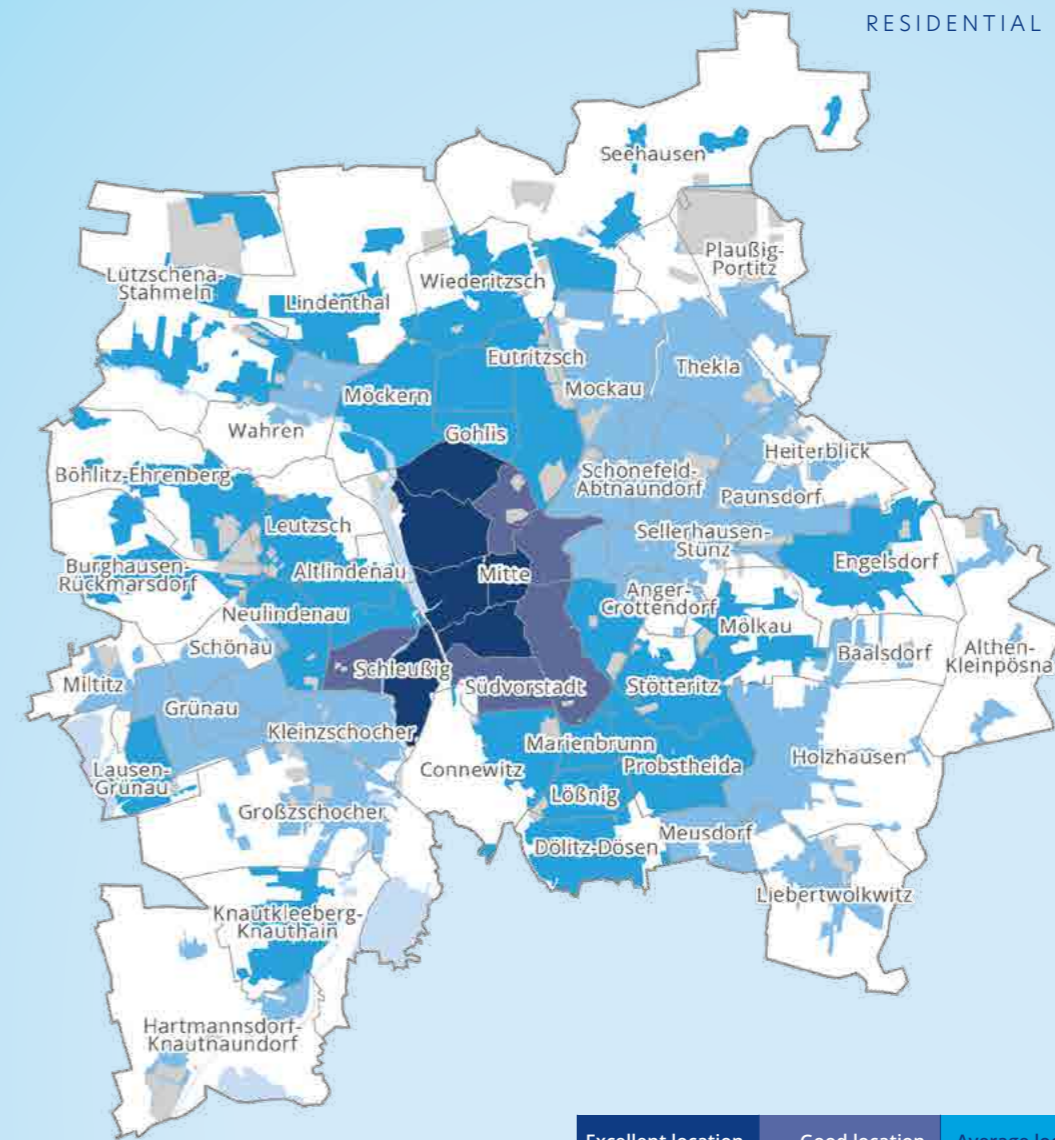 RESIDENTIAL
Seehausen
Plaußig-
Portitz
Lützschena-
Stahmeln
Wiederitzsch
Lindenthal
Eutritzsch
Thekla
Mockau
Möckern
Gohlis
Wahren
Heiterblick
Böhlitz-Ehrenberg
Schönefeld-
Abtnaundorf
Paunsdorf
Leutzsch
Sellerhausen-
Stünz
Engelsdorf
Burghausen-
Rückmarsdorf
Altlindenau
Mitte
Anger-
Crottendorf
Neulindenau
Mölkau
Schönau
Baalsdorf
Althen-
Kleinpösna
Schleußig
Miltitz
Südvorstadt
Stötteritz
Grünau
Kleinzschocher
Marienbrunn
Holzhausen
Lausen-
Grünau
Connewitz
Probstheida
Lößnig
Großzschocher
Meusdorf
Dölitz-Dösen
Liebertwolkwitz
Knautkleeberg-
Knauthain
Hartmannsdorf-
Knautnaundorf
Excellent location
Good location
Average lo